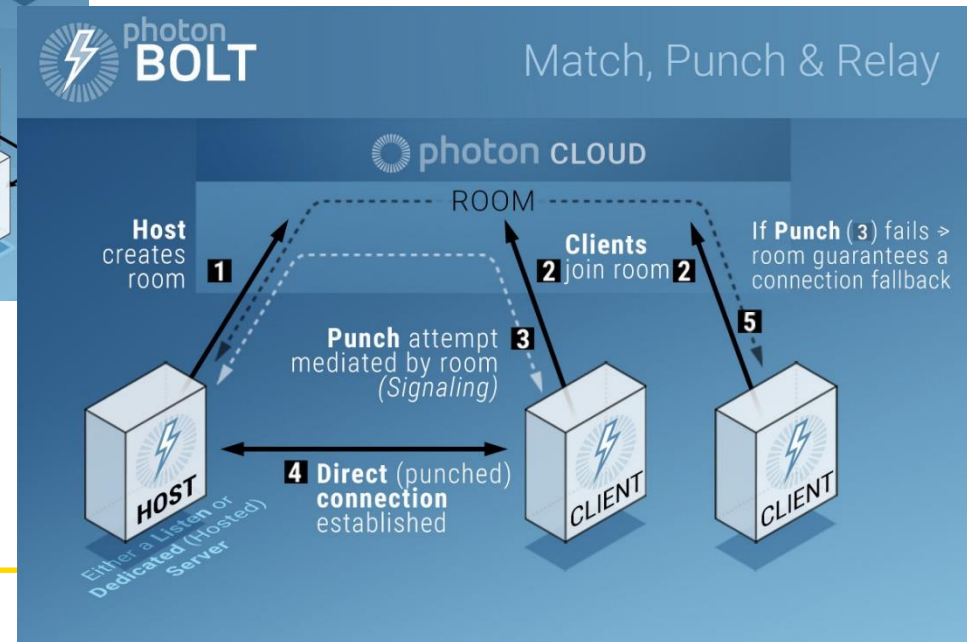 photon
BOLT
Match, Punch & Relay
photon CLOUD
ROOM
Host
creates
room
1
2
Clients
join room
2
If Punch (3) fails >
room guarantees a
connection fallback
Punch attempt
mediated by room
(Signaling)
3
5
4
Direct (punched)
connection
established
HOST
CLIENT
CLIENT
Either a Listen or
Dedicated (Hosted)
Server